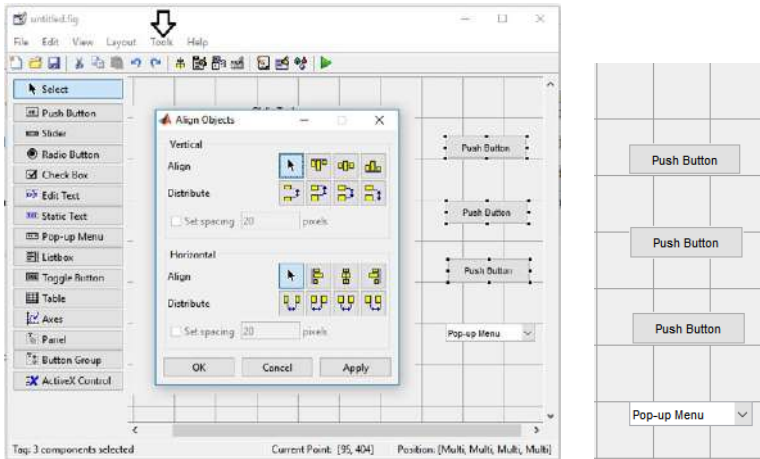 untitled.fig
File Edit View Layout Tools Help
Select
Push Button
Slider
Radio Button
Check Box
Edit Text
Static Text
Pop-up Menu
Listbox
Toggle Button
Table
Axes
Panel
Button Group
ActiveX Control
Align Objects
Vertical
Align
Distribute
Set spacing 20 pixels
Horizontal
Align
Distribute
Set spacing 20 pixels
OK Cancel Apply
Push Button
Push Button
Push Button
Pop-up Menu
Tag: 3 components selected Current Point: [95, 404] Position: [Multi, Multi, Multi, Multi]
Push Button
Push Button
Push Button
Pop-up Menu